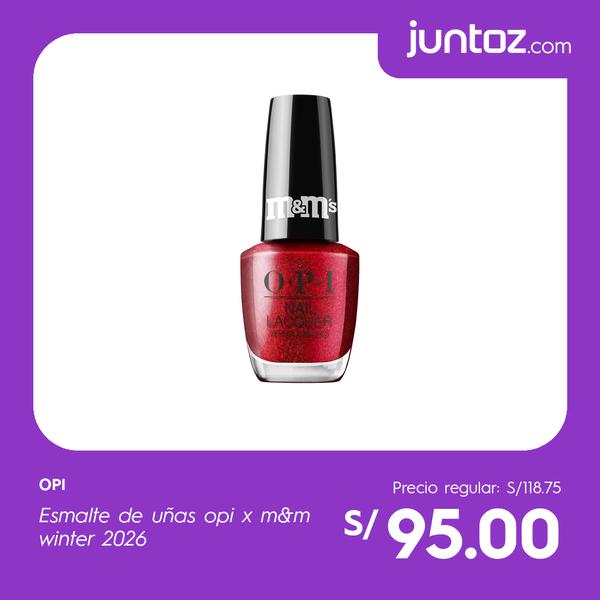 juntoz.com
m&m's
O·P·I
NAIL
LACQUER
OPI
Esmalte de uñas opi x m&m
winter 2026
Precio regular: S/118.75
S/ 95.00